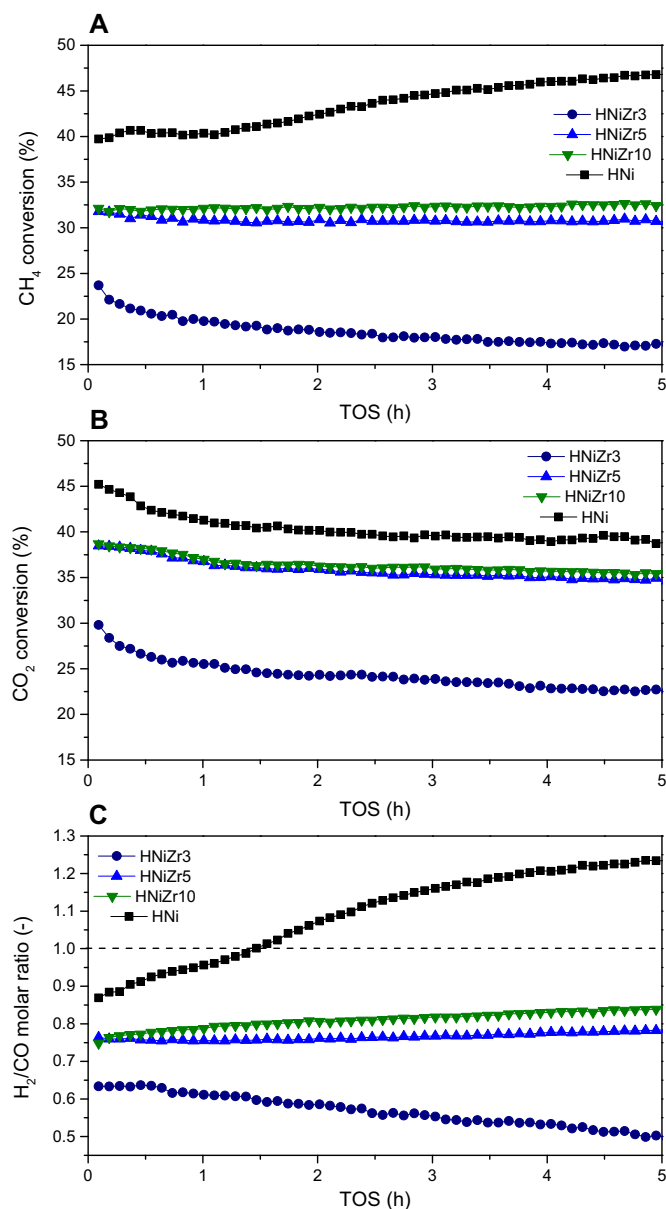 A
50
45
40
35
30
25
20
15
CH₄ conversion (%)
HNiZr3
HNiZr5
HNiZr10
HNi
0 1 2 3 4 5
TOS (h)
B
50
45
40
35
30
25
20
15
CO₂ conversion (%)
HNiZr3
HNiZr5
HNiZr10
HNi
0 1 2 3 4 5
TOS (h)
C
1.3
1.2
1.1
1.0
0.9
0.8
0.7
0.6
0.5
H₂/CO molar ratio (-)
HNiZr3
HNiZr5
HNiZr10
HNi
0 1 2 3 4 5
TOS (h)